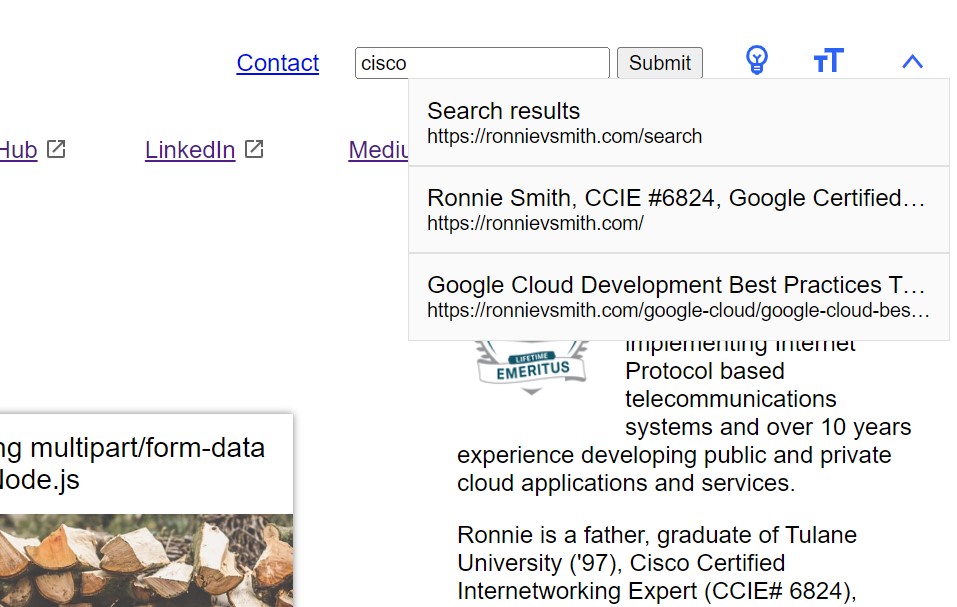 Contact
cisco
Submit
TT
Search results
https://ronnievsmith.com/search
Hub
LinkedIn
Ronnie Smith, CCIE #6824, Google Certified…
https://ronnievsmith.com/
Google Cloud Development Best Practices T…
https://ronnievsmith.com/google-cloud/google-cloud-bes…
LIFETIME
EMERITUS
implementing Internet
Protocol based
telecommunications
systems and over 10 years
experience developing public and private
cloud applications and services.
ng multipart/form-data
Node.js
Ronnie is a father, graduate of Tulane
University ('97), Cisco Certified
Internetworking Expert (CCIE# 6824),